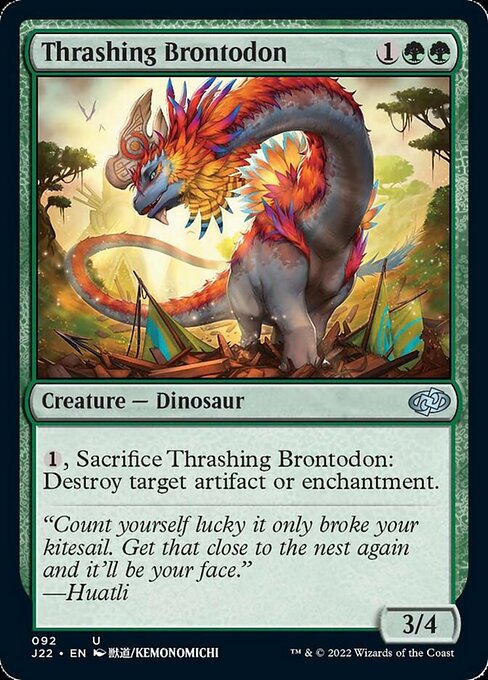 Thrashing Brontodon 1
Creature — Dinosaur
1, Sacrifice Thrashing Brontodon:
Destroy target artifact or enchantment.
“Count yourself lucky it only broke your
kitesail. Get that close to the nest again
and it’ll be your face.”
—Huatli
3/4
092 U
J22 • EN 獣道/KEMONOMICHI
™ & © 2022 Wizards of the Coast